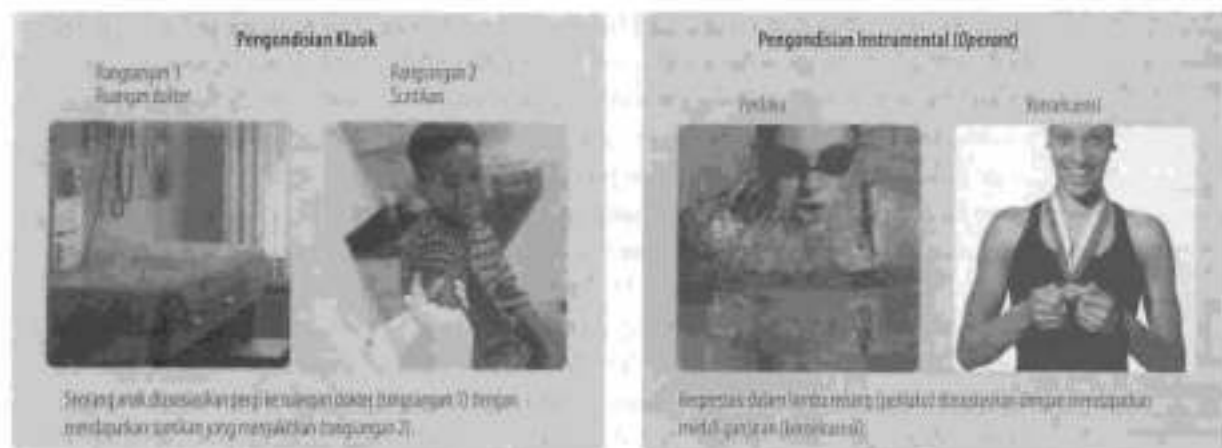 Pengondisian Klasik
Rangsangan 1
Ruangan dokter
Rangsangan 2
Suntikan
Seorang anak diasosiasikan pergi ke ruangan dokter (rangsangan 1) dengan
mendapatkan suntikan yang menyakitkan (rangsangan 2).
Pengondisian Instrumental (Operant)
Perilaku
Konsekuensi
Berprestasi dalam lomba renang (perilaku) diasosiasikan dengan mendapatkan
medali ganjaran (konsekuensi).